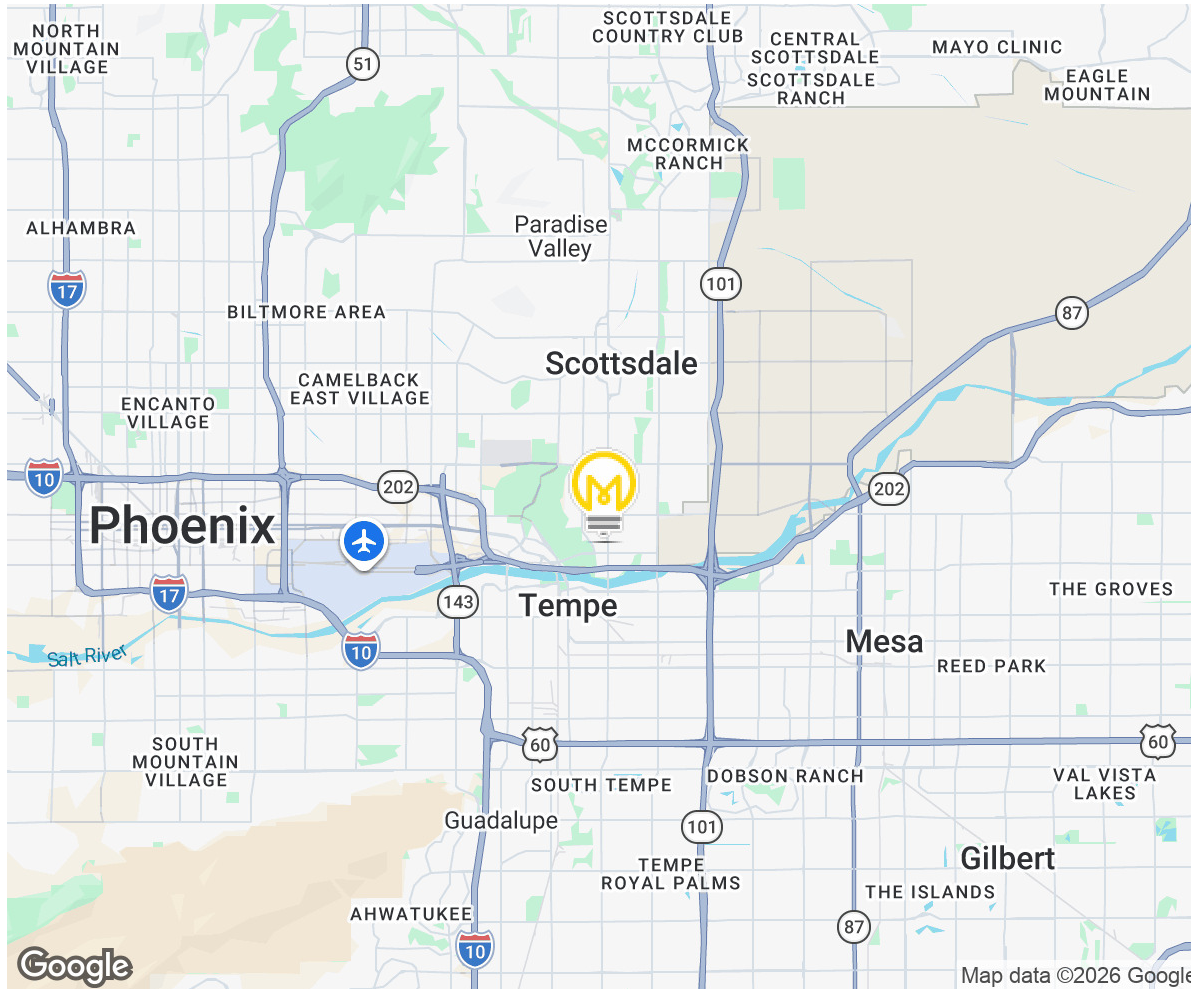 NORTH
MOUNTAIN
VILLAGE
51
SCOTTSDALE
COUNTRY CLUB
CENTRAL
SCOTTSDALE
SCOTTSDALE
RANCH
MAYO CLINIC
EAGLE
MOUNTAIN
MCCORMICK
RANCH
ALHAMBRA
Paradise
Valley
17
101
87
BILTMORE AREA
Scottsdale
CAMELBACK
EAST VILLAGE
ENCANTO
VILLAGE
10
202
M
202
Phoenix
17
143
Tempe
THE GROVES
Salt River
10
Mesa
REED PARK
60
60
SOUTH
MOUNTAIN
VILLAGE
SOUTH TEMPE
DOBSON RANCH
VAL VISTA
LAKES
Guadalupe
101
Gilbert
TEMPE
ROYAL PALMS
THE ISLANDS
AHWATUKEE
87
10
Google
Map data ©2026 Google